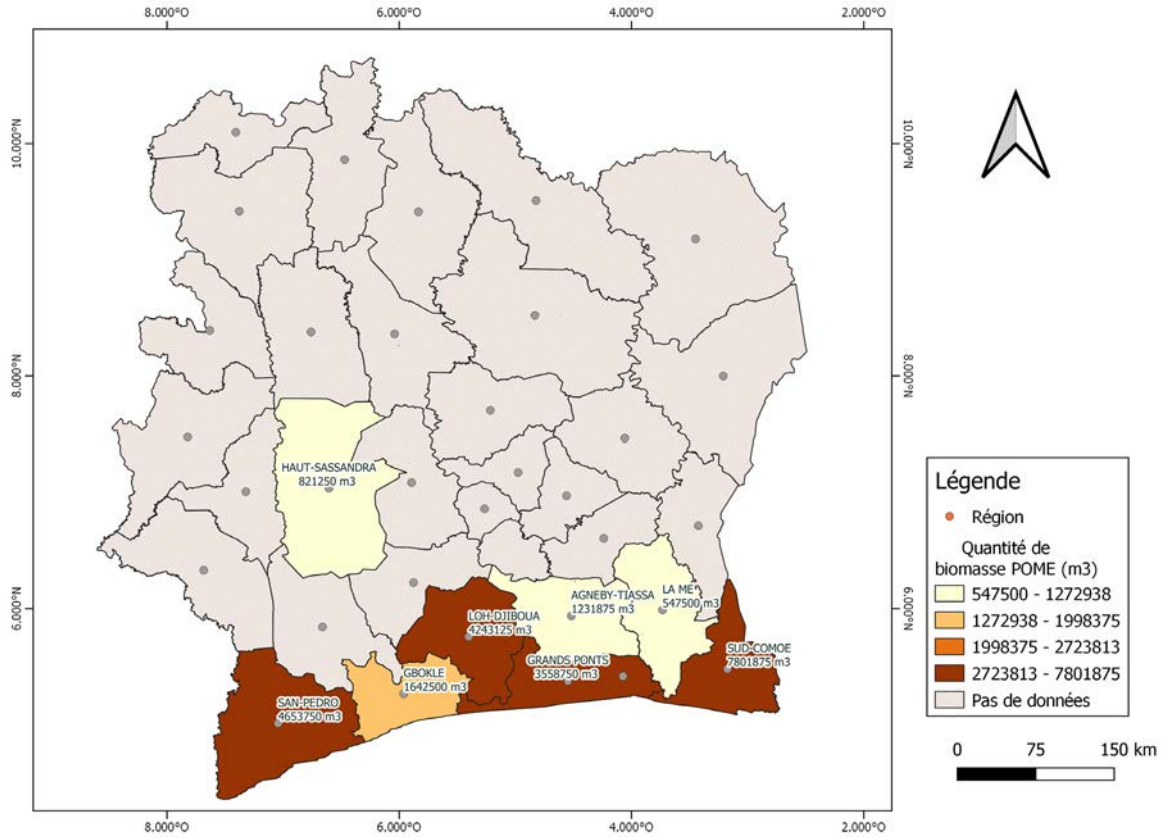 8.000°O 6.000°O 4.000°O 2.000°O
10.000°N
10.000°N
8.000°N
8.000°N
HAUT-SASSANDRA
821250 m3
6.000°N
6.000°N
AGNEBY-TIASSA
1231875 m3
LA ME
547500 m3
LOH-DJIBOUA
4243125 m3
SUD-COMOE
7801875 m3
GRANDS PONTS
3558750 m3
GBOKLE
1642500 m3
SAN-PEDRO
4653750 m3
8.000°O 6.000°O 4.000°O 2.000°O
Légende
Région
Quantité de
biomasse POME (m3)
547500 - 1272938
1272938 - 1998375
1998375 - 2723813
2723813 - 7801875
Pas de données
0 75 150 km